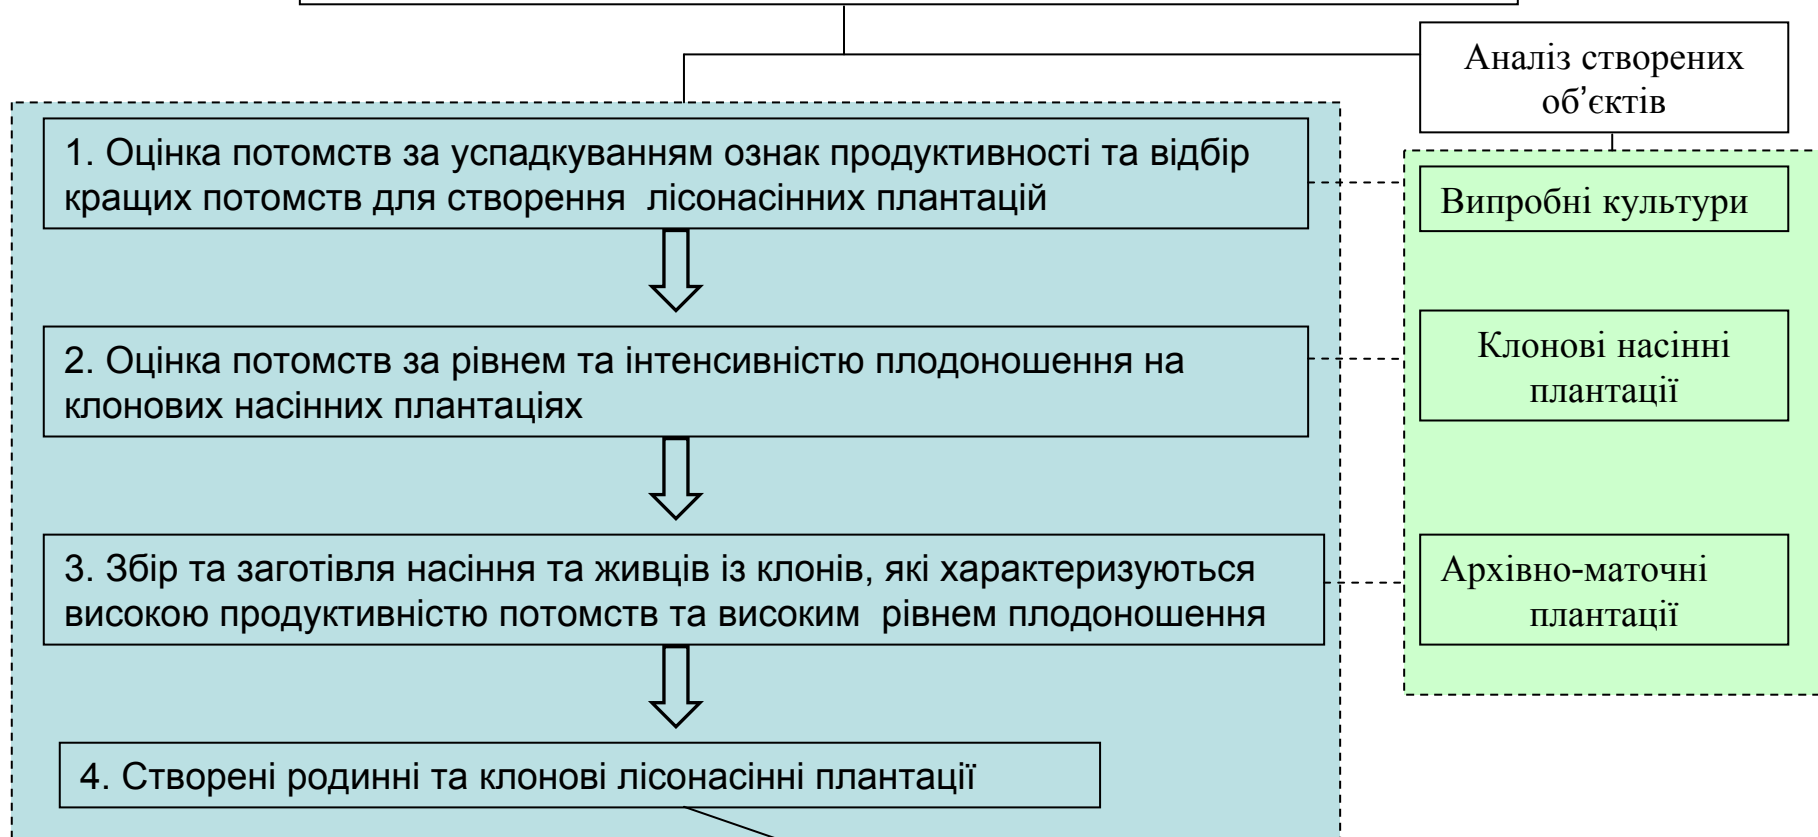 Аналіз створених
об’єктів
1. Оцінка потомств за успадкуванням ознак продуктивності та відбір
кращих потомств для створення лісонасінних плантацій
Випробні культури
2. Оцінка потомств за рівнем та інтенсивністю плодоношення на
клонових насінних плантаціях
Клонові насінні
плантації
3. Збір та заготівля насіння та живців із клонів, які характеризуються
високою продуктивністю потомств та високим рівнем плодоношення
Архівно-маточні
плантації
4. Створені родинні та клонові лісонасінні плантації